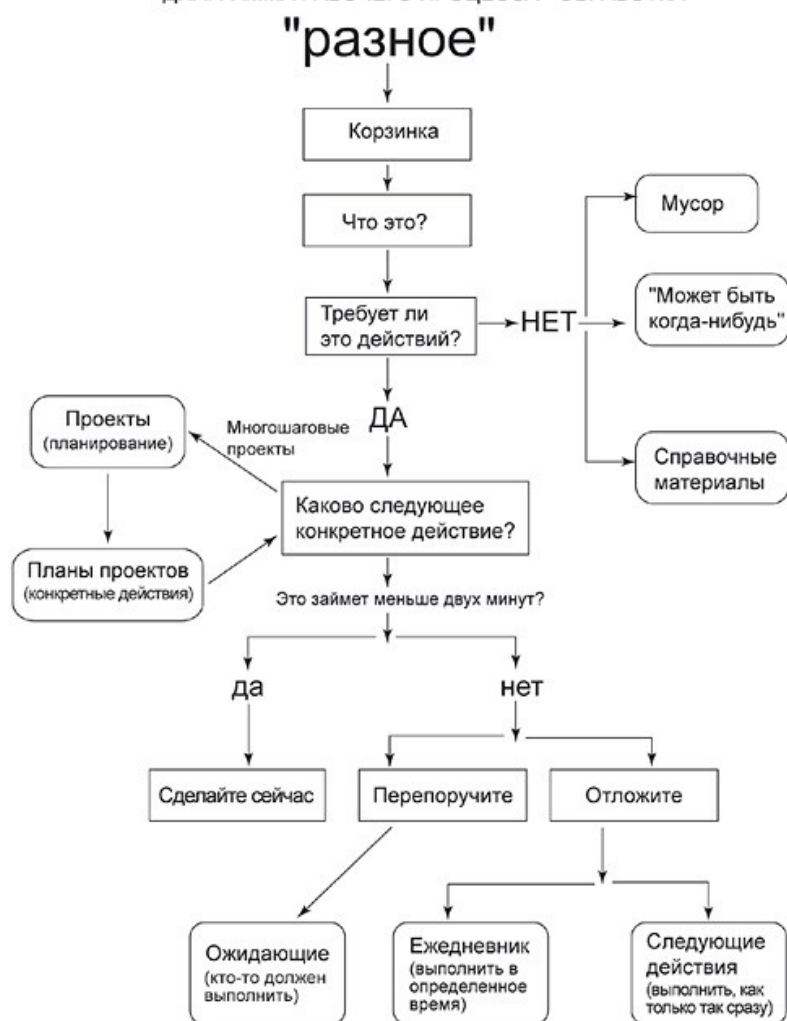 "разное"
Корзинка
Что это?
Мусор
Требует ли
это действий?
НЕТ
"Может быть
когда-нибудь"
Справочные
материалы
ДА
Многошаговые
проекты
Проекты
(планирование)
Каково следующее
конкретное действие?
Планы проектов
(конкретные действия)
Это займет меньше двух минут?
да
нет
Сделайте сейчас
Перепоручите
Отложите
Ожидающие
(кто-то должен
выполнить)
Ежедневник
(выполнить в
определенное
время)
Следующие
действия
(выполнить, как
только так сразу)